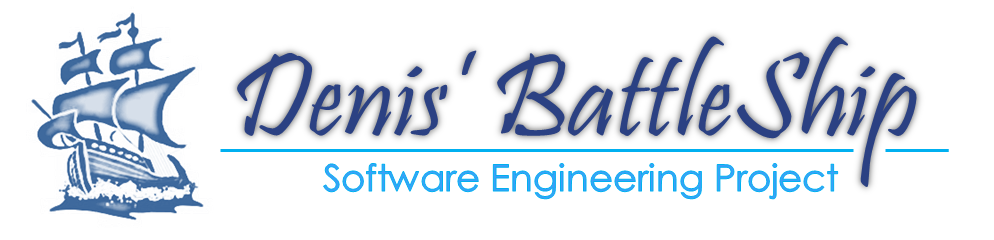 Denis' BattleShip
Software Engineering Project